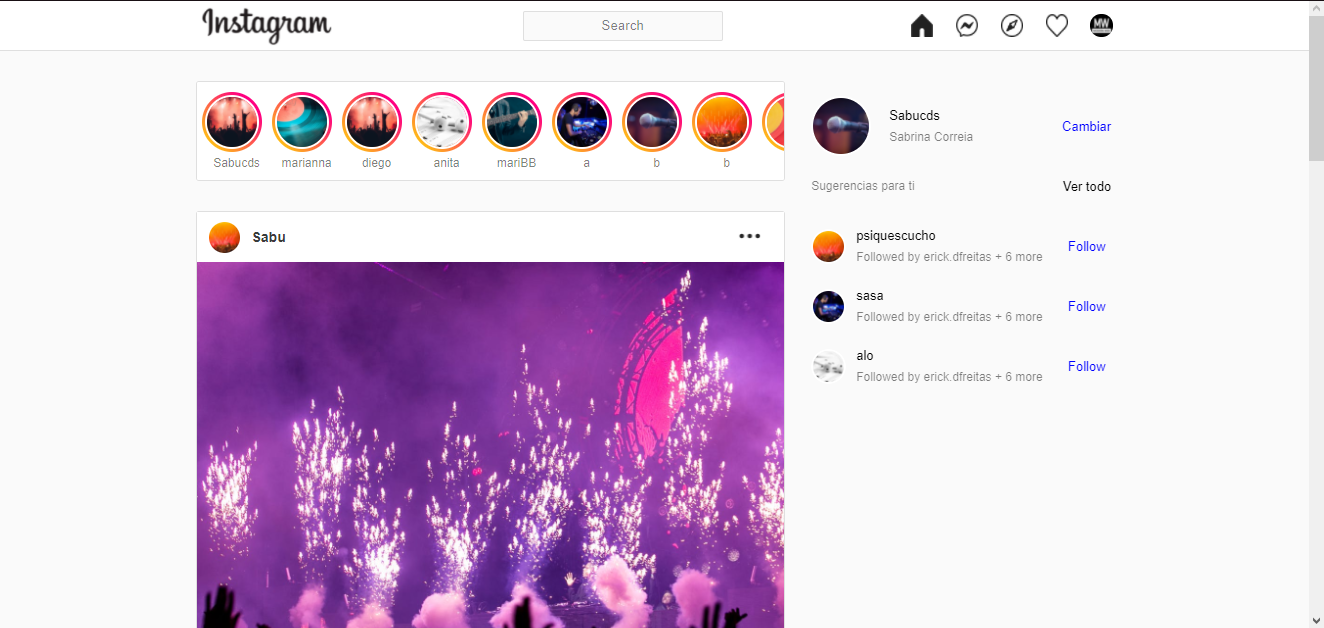 Instagram
Search
MW
Sabucds
marianna
diego
anita
mariBB
a
b
b
Sabu
Sabucds
Sabrina Correia
Cambiar
Sugerencias para ti
Ver todo
psiquescucho
Followed by erick.dfreitas + 6 more
Follow
sasa
Followed by erick.dfreitas + 6 more
Follow
alo
Followed by erick.dfreitas + 6 more
Follow